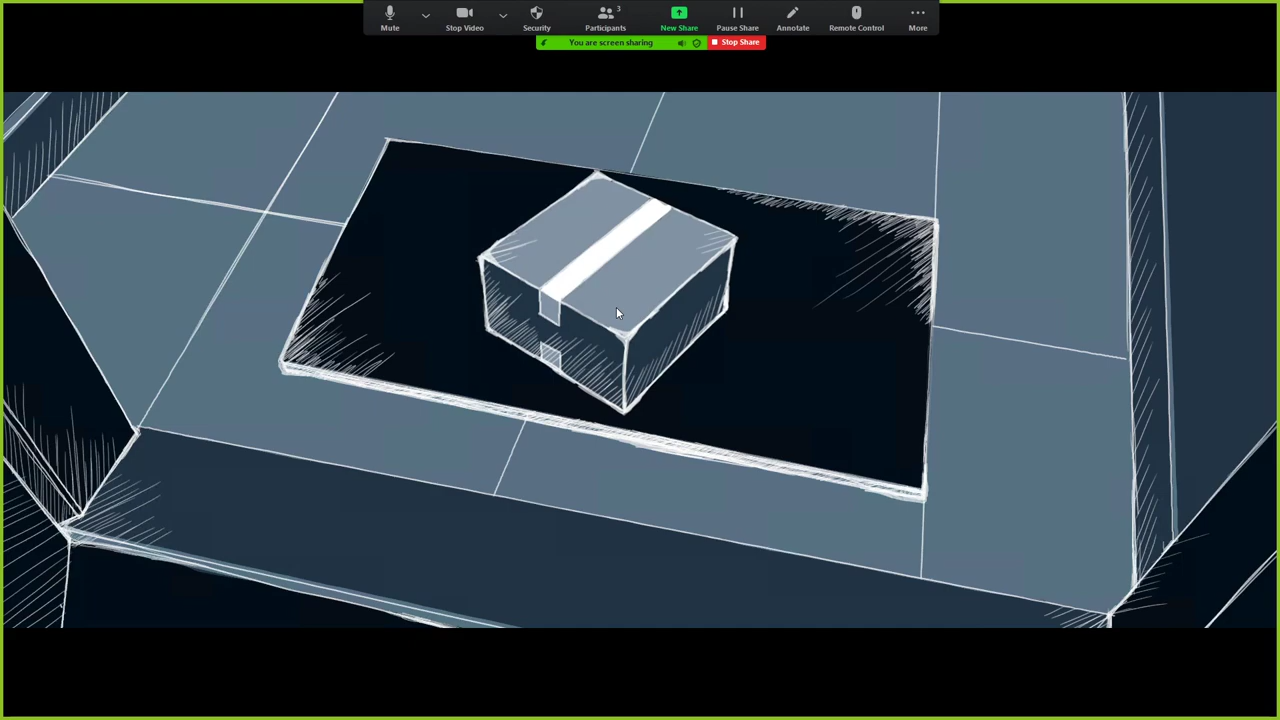 Mute
Stop Video
Security
Participants
3
New Share
Pause Share
Annotate
Remote Control
More
You are screen sharing
Stop Share